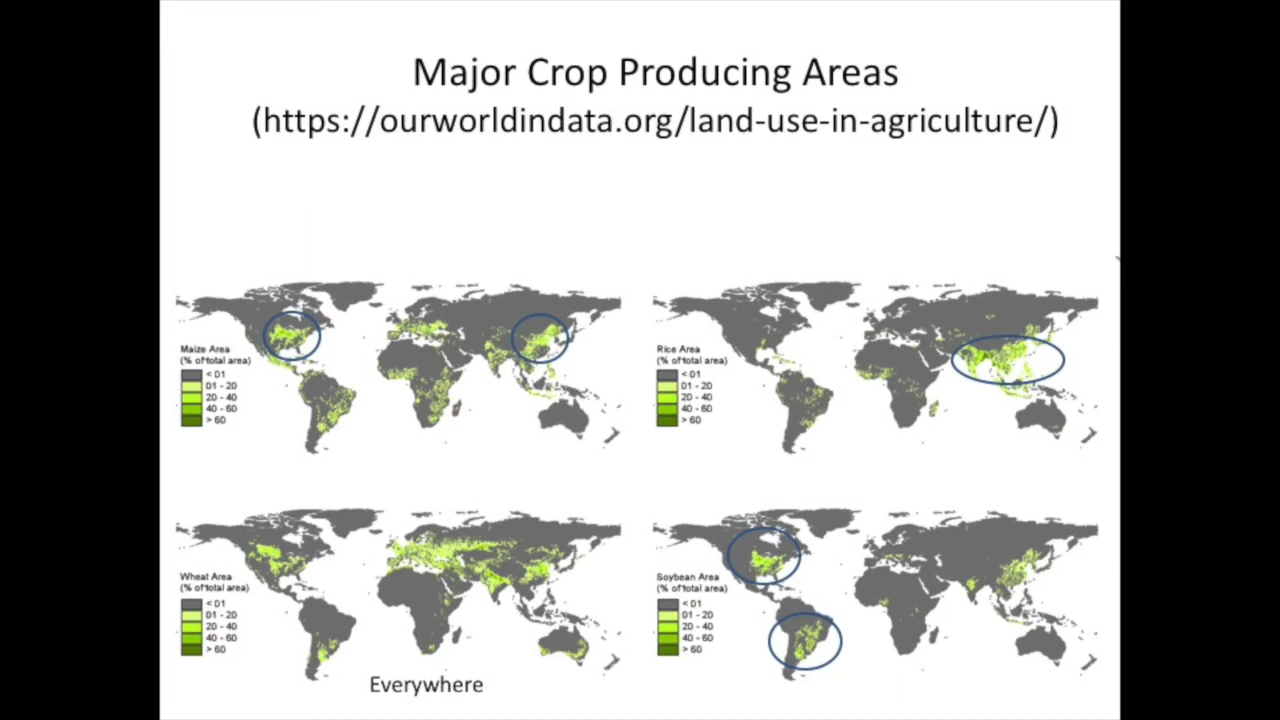 Major Crop Producing Areas
(https://ourworldindata.org/land-use-in-agriculture/)
Maize Area
(% of total area)
< 01
01 - 20
20 - 40
40 - 60
> 60
Rice Area
(% of total area)
< 01
01 - 20
20 - 40
40 - 60
> 60
Wheat Area
(% of total area)
< 01
01 - 20
20 - 40
40 - 60
> 60
Everywhere
Soybean Area
(% of total area)
< 01
01 - 20
20 - 40
40 - 60
> 60